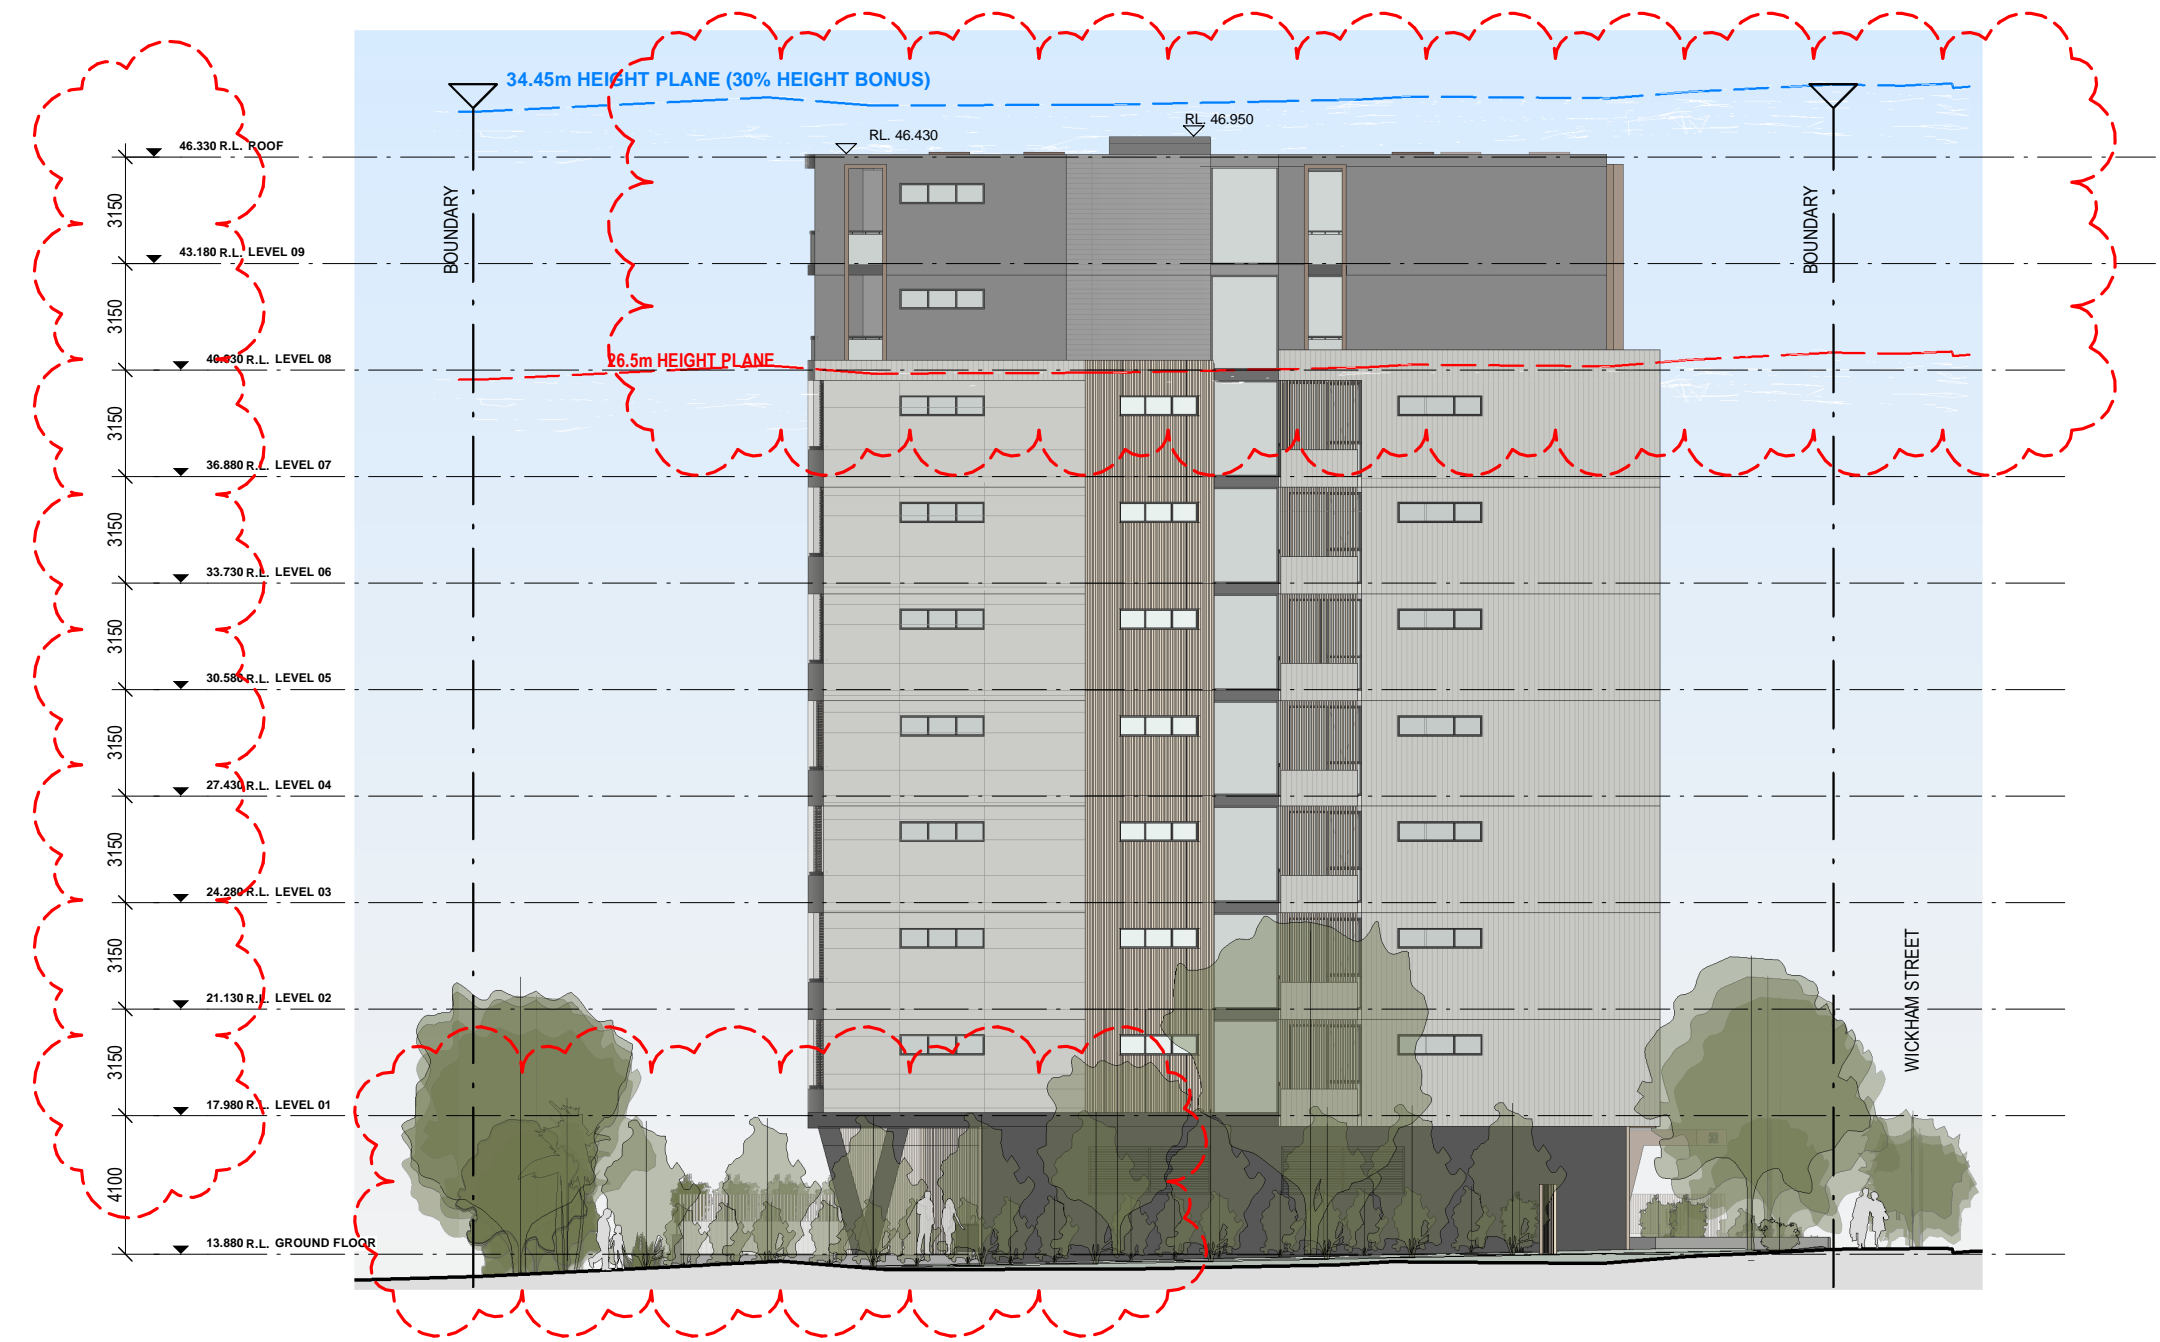 34.45m HEIGHT PLANE (30% HEIGHT BONUS)
RL. 46.950
RL. 46.430
46.330 R.L. ROOF
BOUNDARY
BOUNDARY
3150
43.180 R.L. LEVEL 09
3150
40.030 R.L. LEVEL 08
26.5m HEIGHT PLANE
3150
36.880 R.L. LEVEL 07
3150
33.730 R.L. LEVEL 06
3150
30.580 R.L. LEVEL 05
3150
27.430 R.L. LEVEL 04
3150
24.280 R.L. LEVEL 03
3150
21.130 R.L. LEVEL 02
WICKHAM STREET
3150
17.980 R.L. LEVEL 01
4100
13.880 R.L. GROUND FLOOR